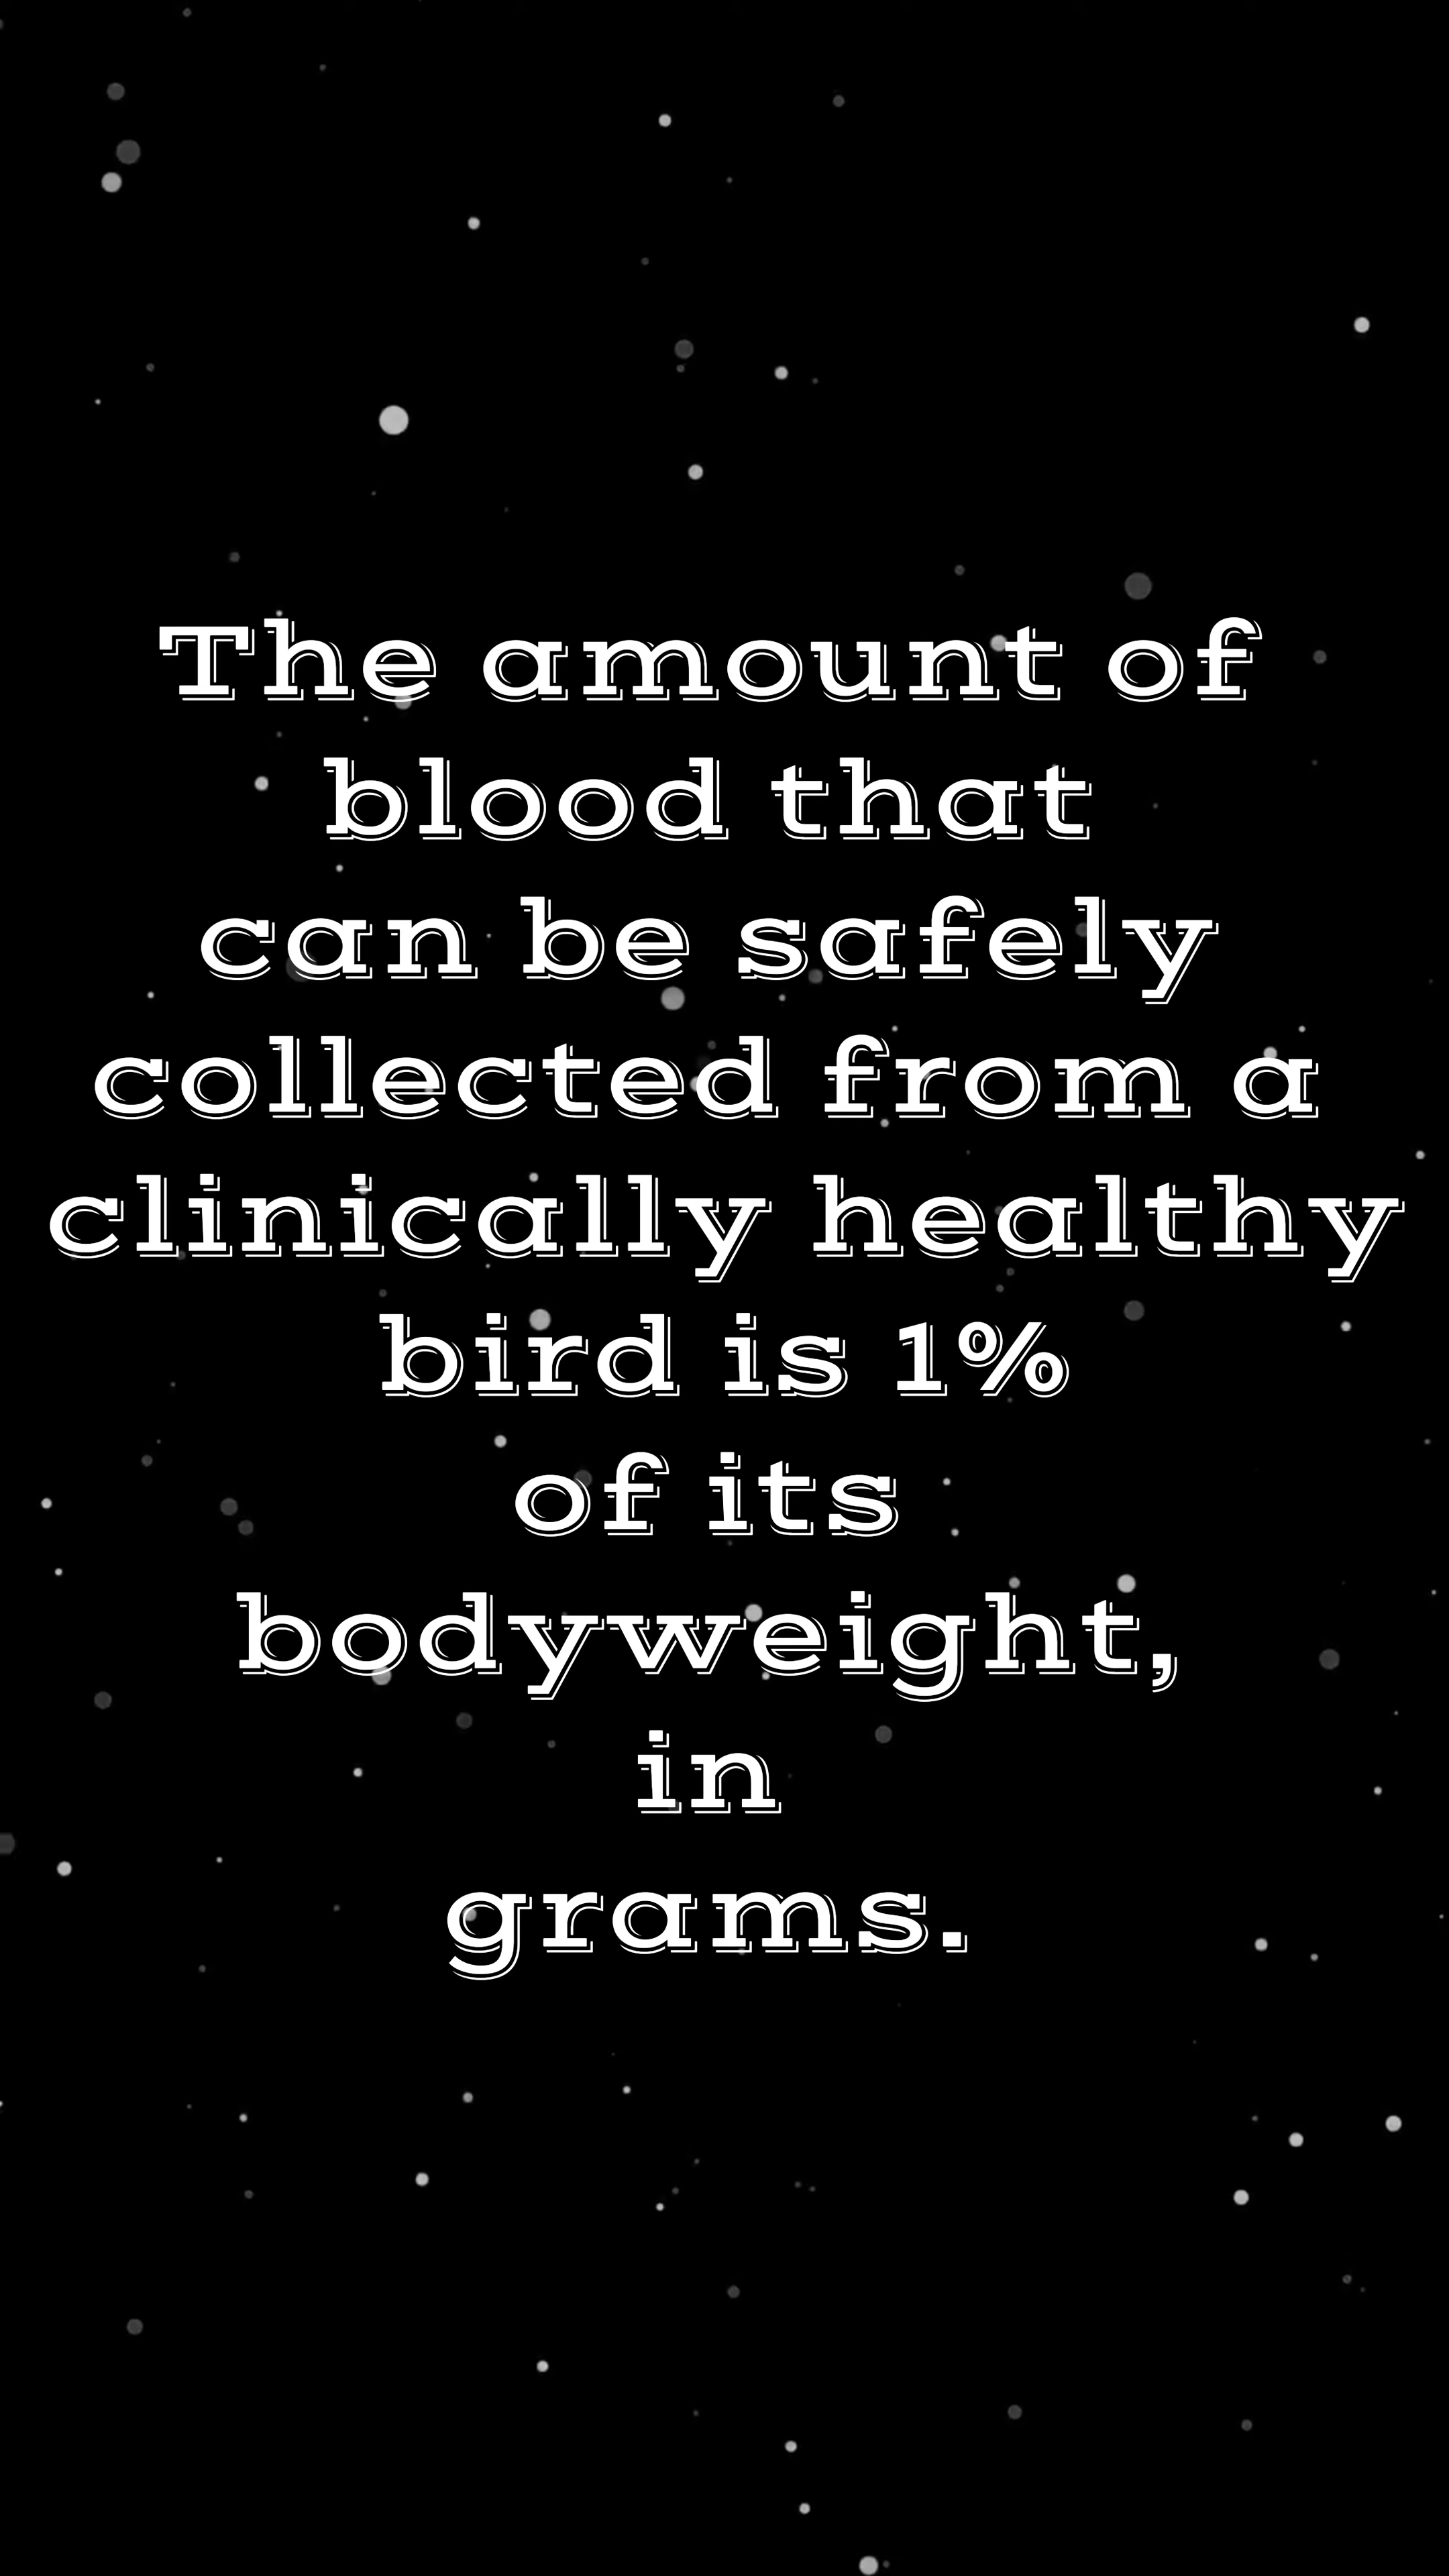 The amount of
blood that
can be safely
collected from a
clinically healthy
bird is 1%
of its
bodyweight,
in
grams.